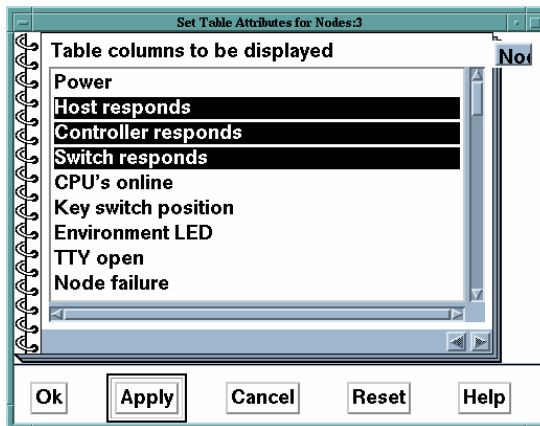 Set Table Attributes for Nodes:3
Table columns to be displayed
Power
Host responds
Controller responds
Switch responds
CPU's online
Key switch position
Environment LED
TTY open
Node failure
Ok Apply Cancel Reset Help